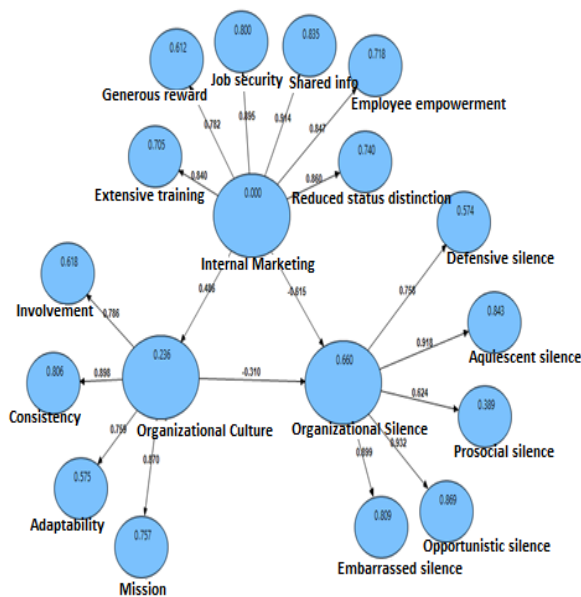 0.800
0.835
0.612
0.718
Job security
Shared info
Generous reward
Employee empowerment
0.782
0.895
0.914
0.847
0.705
0.740
0.840
0.860
Extensive training
0.000
Reduced status distinction
0.574
Internal Marketing
Defensive silence
0.618
0.486
-0.615
0.758
Involvement
0.786
0.843
0.918
Aqulescent silence
0.236
0.660
0.806
0.898
-0.310
0.624
0.389
Consistency
Organizational Culture
Organizational Silence
Prosocial silence
0.759
0.870
0.899
0.932
0.575
0.869
0.809
Adaptability
0.757
Opportunistic silence
Embarrassed silence
Mission